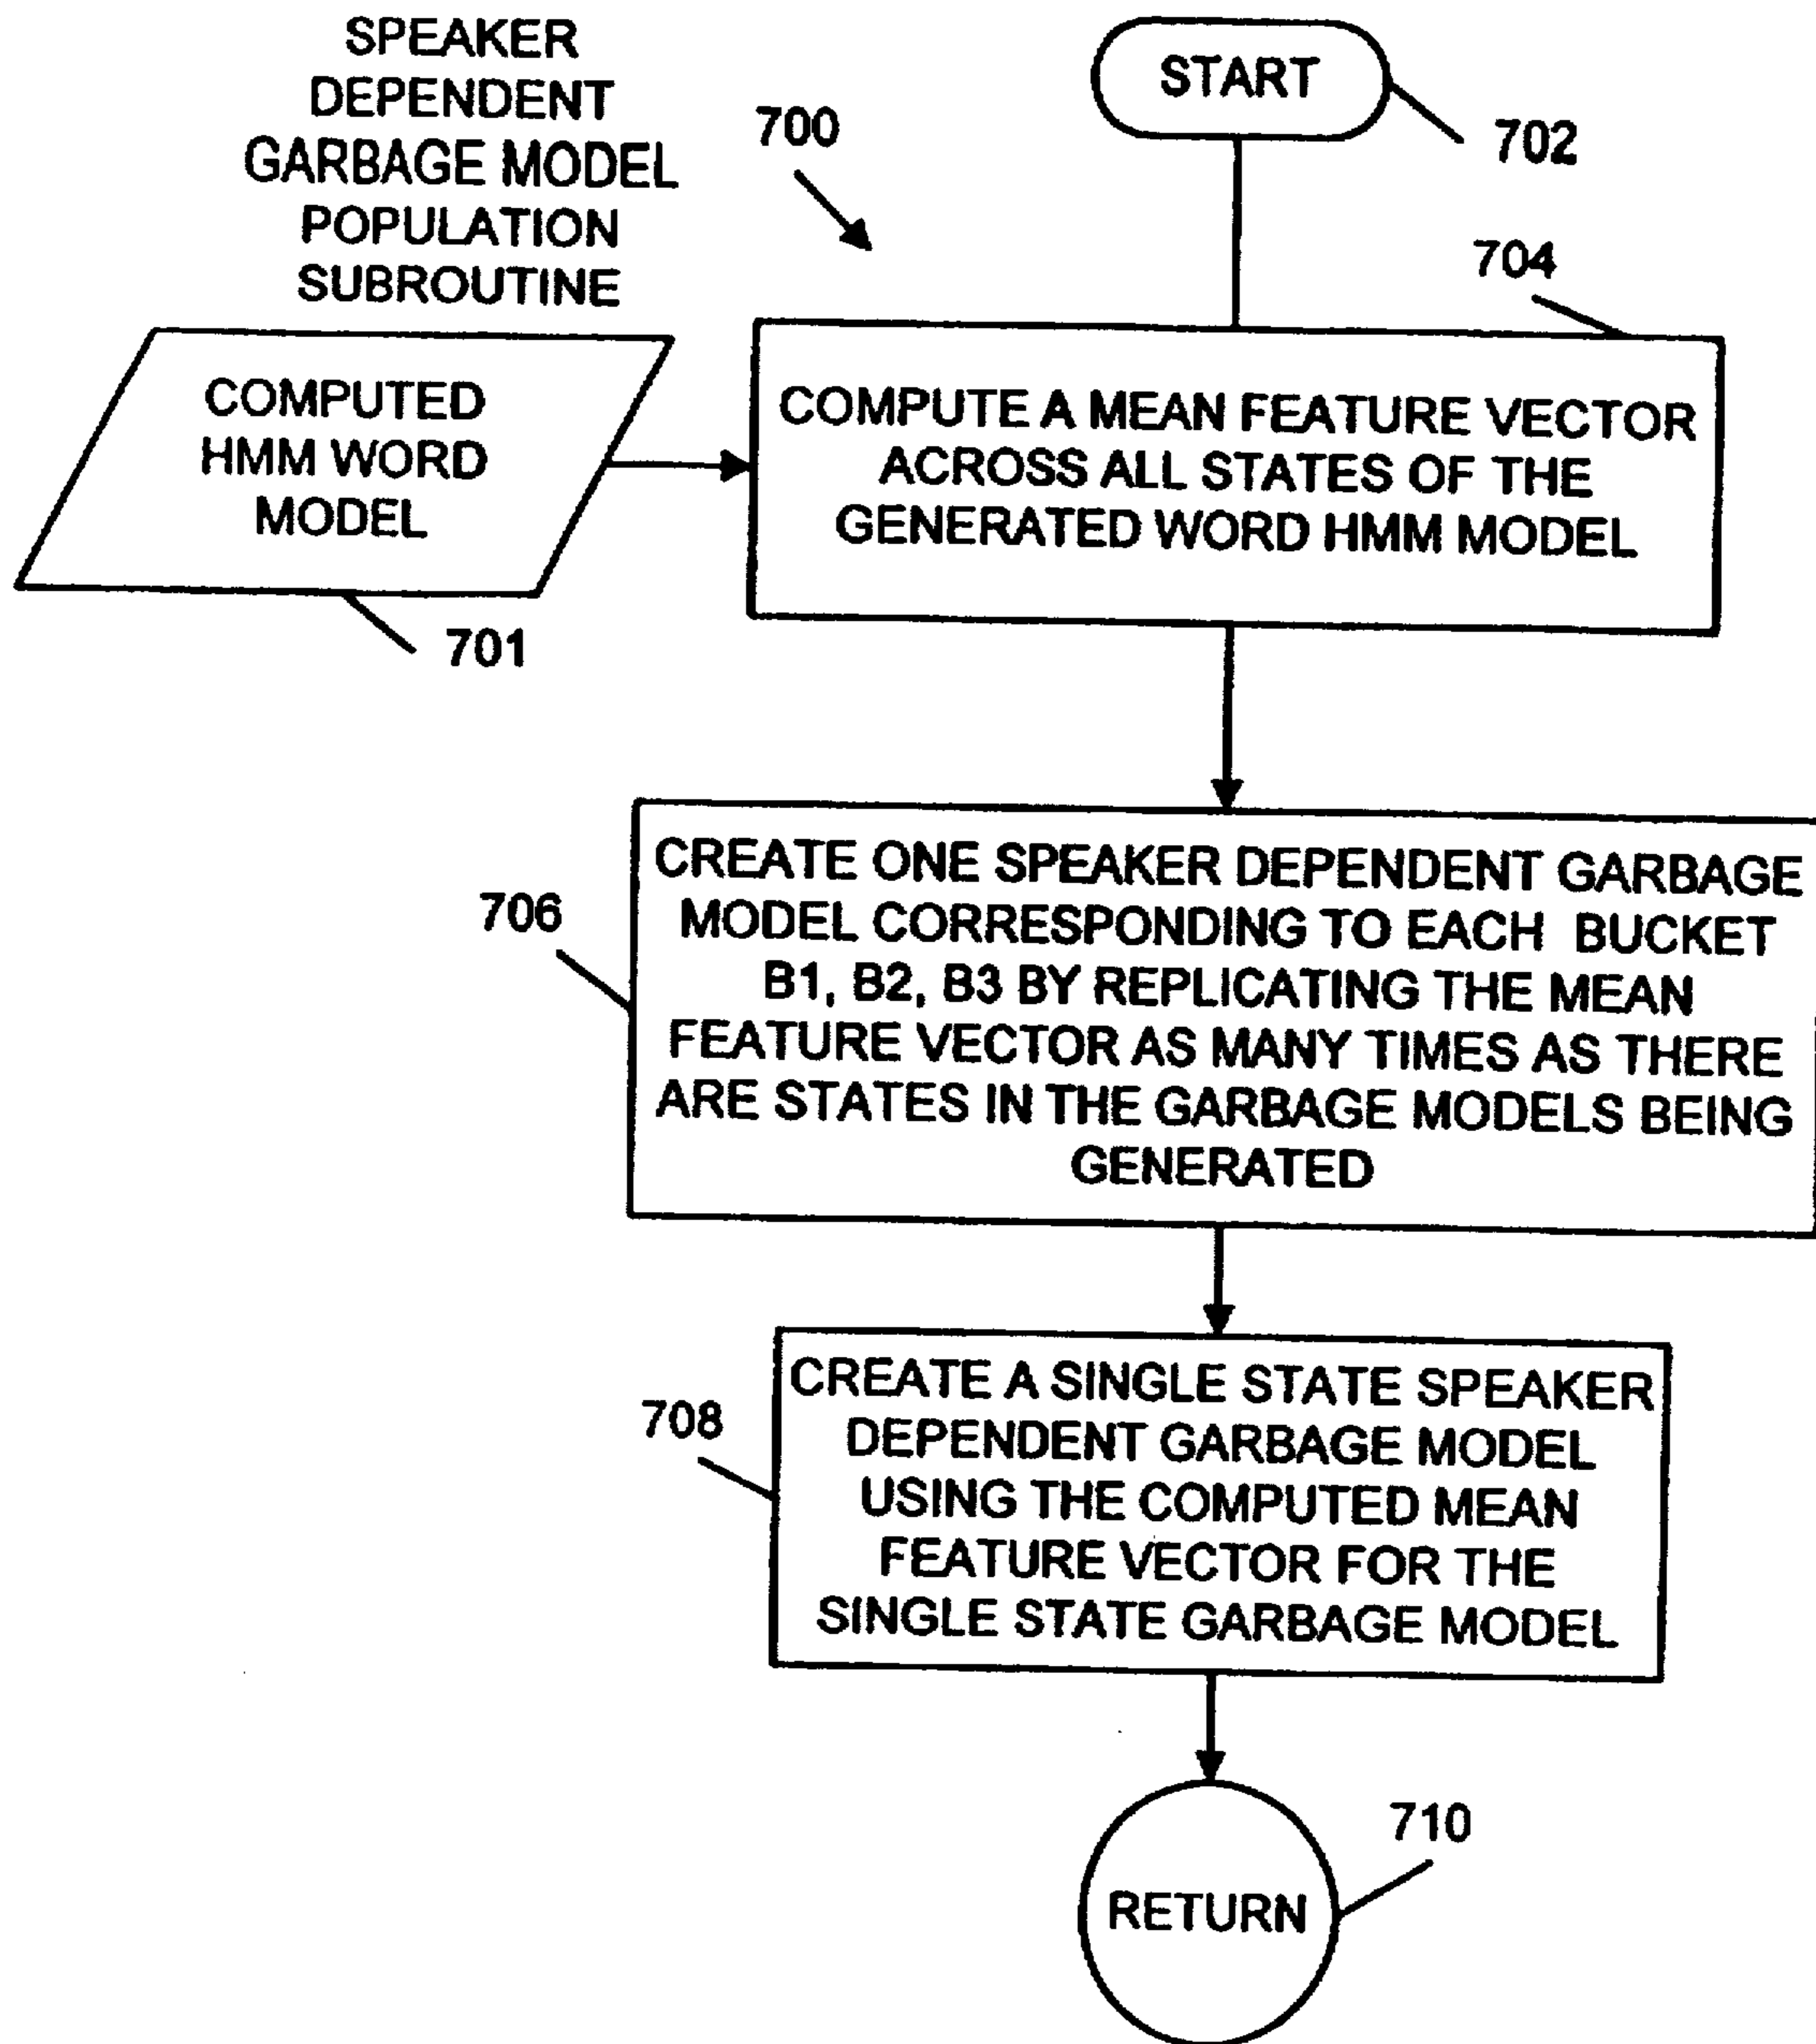 SPEAKER
DEPENDENT
GARBAGE MODEL
POPULATION
SUBROUTINE
700
START
702
704
COMPUTED
HMM WORD
MODEL
701
COMPUTE A MEAN FEATURE VECTOR
ACROSS ALL STATES OF THE
GENERATED WORD HMM MODEL
706
CREATE ONE SPEAKER DEPENDENT GARBAGE
MODEL CORRESPONDING TO EACH BUCKET
B1, B2, B3 BY REPLICATING THE MEAN
FEATURE VECTOR AS MANY TIMES AS THERE
ARE STATES IN THE GARBAGE MODELS BEING
GENERATED
708
CREATE A SINGLE STATE SPEAKER
DEPENDENT GARBAGE MODEL
USING THE COMPUTED MEAN
FEATURE VECTOR FOR THE
SINGLE STATE GARBAGE MODEL
710
RETURN